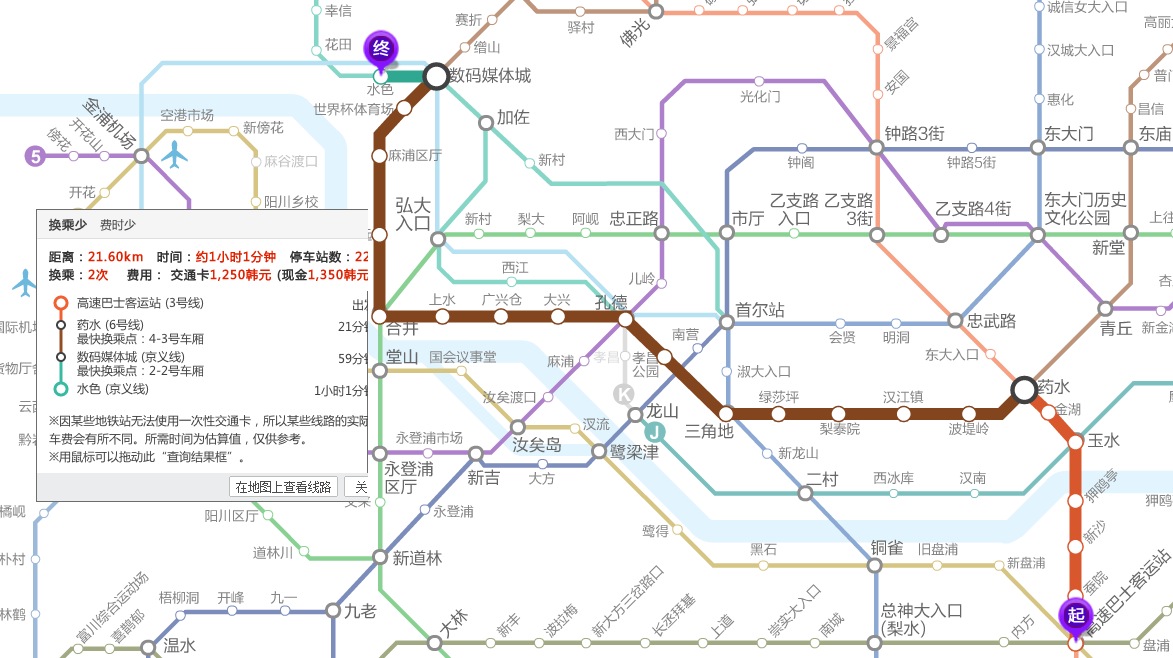 幸信
花田
赛折
缯山
驿村
佛光
景福宫
诚信女大入口
高丽
终
水色
数码媒体城
世界杯体育场
加佐
安国
汉城大入口
普门
惠化
昌信
金浦机场
空港市场
新傍花
光化门
西大门
钟路3街
东大门
东庙
傍花
开花山
5
麻谷渡口
麻浦区厅
新村
钟阁
钟路5街
开花
阳川乡校
弘大
入口
新村
梨大
阿岘
忠正路
市厅
乙支路
入口
乙支路
3街
乙支路4街
东大门历史
文化公园
上往
新堂
换乘少 费时少
距离：21.60km 时间：约1小时1分钟 停车站数：22
换乘：2次 费用： 交通卡1,250韩元 (现金1,350韩元
高速巴士客运站 (3号线)
出发
药水 (6号线)
最快换乘点：4-3号车厢
21分钟
数码媒体城 (京义线)
最快换乘点：2-2号车厢
59分钟
水色 (京义线)
1小时1分
※因某些地铁站无法使用一次性交通卡，所以某些线路的实际
车费会有所不同。所需时间为估算值，仅供参考。
※用鼠标可以拖动此“查询结果框”。
在地图上查看线路
关
西江
儿岭
上水
广兴仓
大兴
孔德
首尔站
合井
会贤
明洞
忠武路
青丘
新金
国际机场
货物厅舍
堂山
国会议事堂
麻浦
孝昌
孝昌
公园
南营
淑大入口
东大入口
药水
K
汝矣渡口
龙山
J
三角地
绿莎坪
梨泰院
汉江镇
波堤岭
金湖
玉水
永登浦市场
汝矣岛
汉流
鹭梁津
新龙山
永登浦
区厅
新吉
大方
二村
西冰库
汉南
狎鸥亭
狎鸥
橘岘
阳川区厅
永登浦
鹭得
新沙
朴村
道林川
新道林
黑石
铜雀
旧盘浦
新盘浦
蚕院
林鹤
富川综合运动场
喜鹊郁
梧柳洞
开峰
九一
九老
温水
大林
新丰
波拉梅
新大方三岔路口
长丞拜基
上道
崇实大入口
南城
总神大入口
(梨水)
内方
起
高速巴士客运站
盘浦